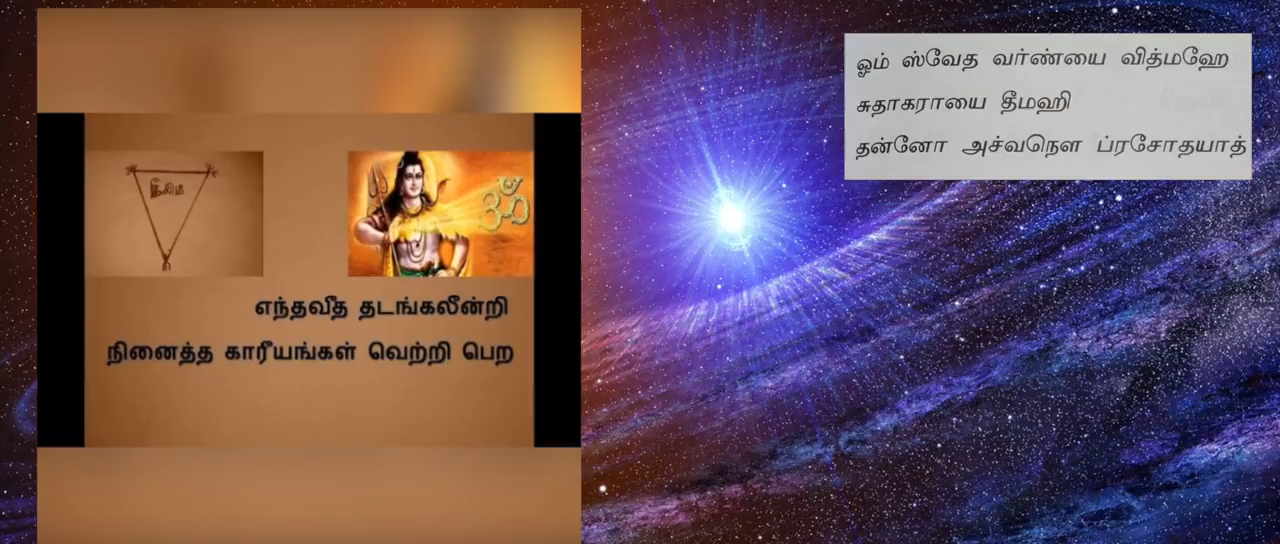 எந்தவீத தடங்கலீன்றி
நினைத்த காரீயங்கள் வெற்றி பெற
ஓம் ஸ்வேத வர்ண்யை வித்மஹே
சுதாகராயை தீமஹி
தன்னோ அச்வநௌ ப்ரசோதயாத்